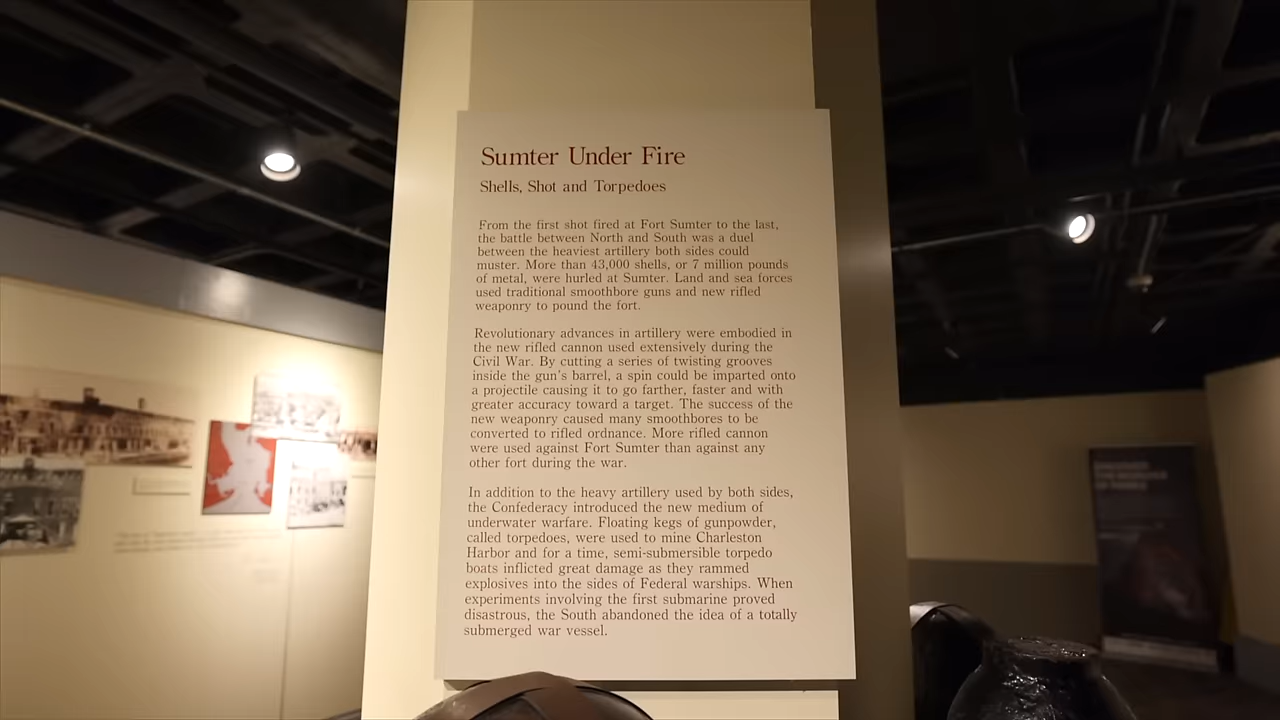 Sumter Under Fire
Shells, Shot and Torpedoes
From the first shot fired at Fort Sumter to the last,
the battle between North and South was a duel
between the heaviest artillery both sides could
muster. More than 43,000 shells, or 7 million pounds
of metal, were hurled at Sumter. Land and sea forces
used traditional smoothbore guns and new rifled
weaponry to pound the fort.
Revolutionary advances in artillery were embodied in
the new rifled cannon used extensively during the
Civil War. By cutting a series of twisting grooves
inside the gun's barrel, a spin could be imparted onto
a projectile causing it to go farther, faster and with
greater accuracy toward a target. The success of the
new weaponry caused many smoothbores to be
converted to rifled ordnance. More rifled cannon
were used against Fort Sumter than against any
other fort during the war.
In addition to the heavy artillery used by both sides,
the Confederacy introduced the new medium of
underwater warfare. Floating kegs of gunpowder,
called torpedoes, were used to mine Charleston
Harbor and for a time, semi-submersible torpedo
boats inflicted great damage as they rammed
explosives into the sides of Federal warships. When
experiments involving the first submarine proved
disastrous, the South abandoned the idea of a totally
submerged war vessel.